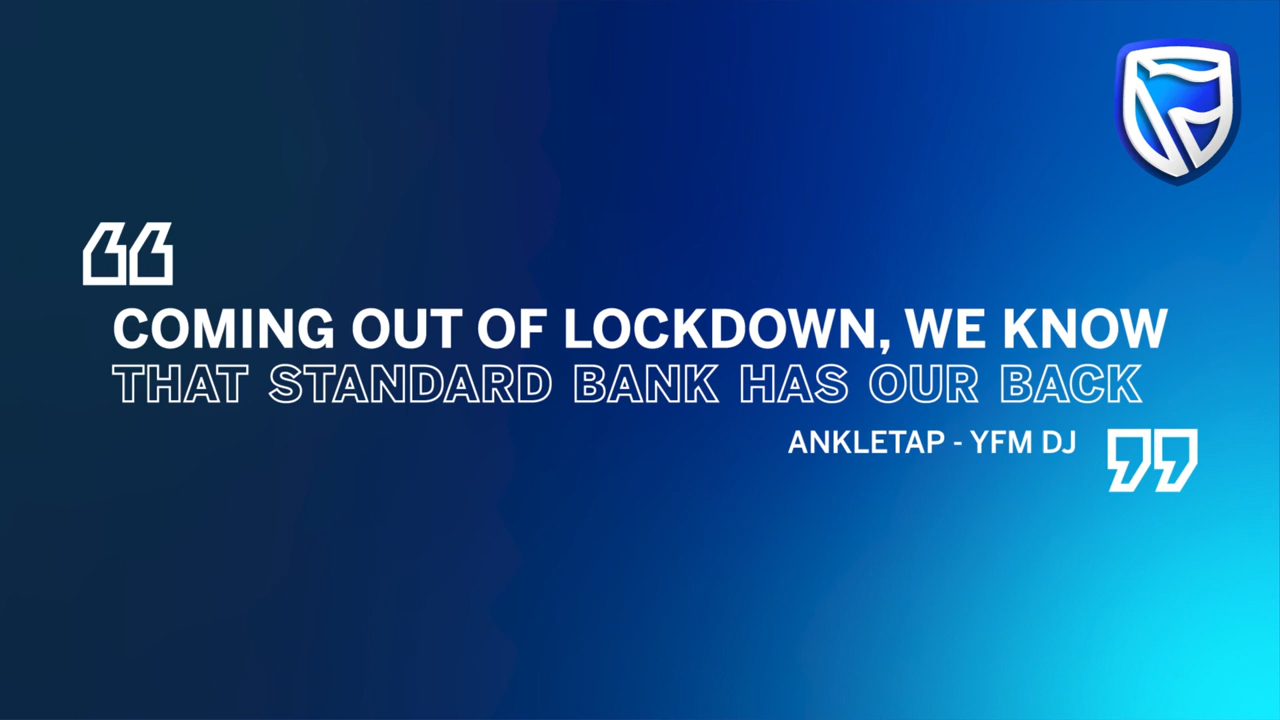 “
COMING OUT OF LOCKDOWN, WE KNOW
THAT STANDARD BANK HAS OUR BACK
ANKLETAP - YFM DJ
”